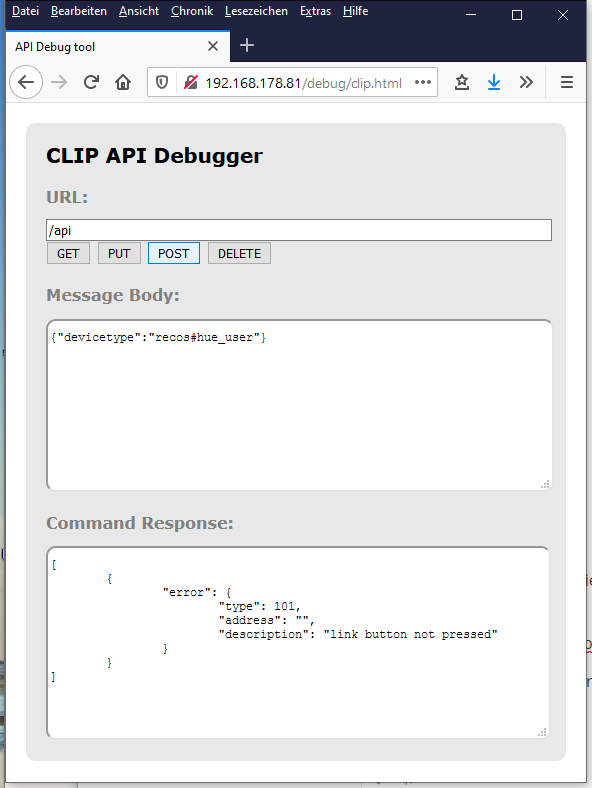 Datei Bearbeiten Ansicht Chronik Lesezeichen Extras Hilfe
API Debug tool
192.168.178.81/debug/clip.html
CLIP API Debugger
URL:
/api
GET PUT POST DELETE
Message Body:
{"devicetype":"recos#hue_user"}
Command Response:
[
{
"error": {
"type": 101,
"address": "",
"description": "link button not pressed"
}
}
]